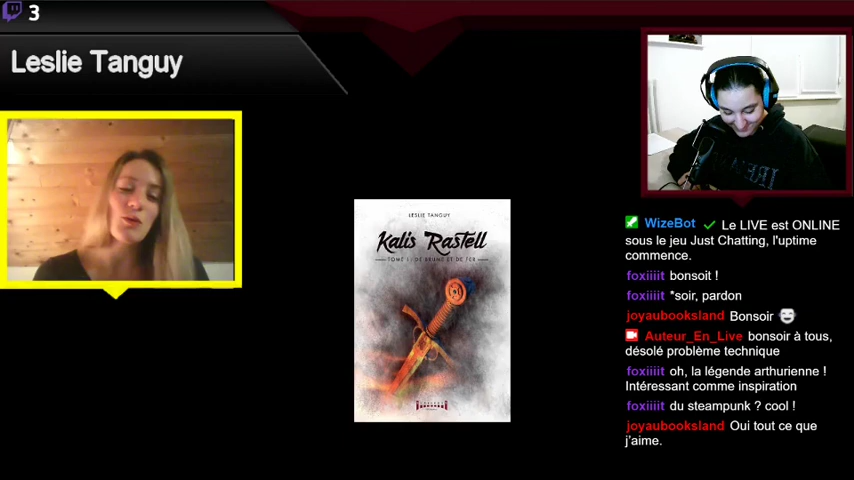 3
Leslie Tanguy
LESLIE TANGUY
Kalis Rastell
TOME 1: DE BRUME ET DE FER
WizeBot Le LIVE est ONLINE
sous le jeu Just Chatting, l'uptime
commence.
foxiiiit bonsoit !
foxiiiit *soir, pardon
joyaubooksland Bonsoir
Auteur_En_Live bonsoir à tous,
désolé problème technique
foxiiiit oh, la légende arthurienne !
Intéressant comme inspiration
foxiiiit du steampunk ? cool !
joyaubooksland Oui tout ce que
j'aime.